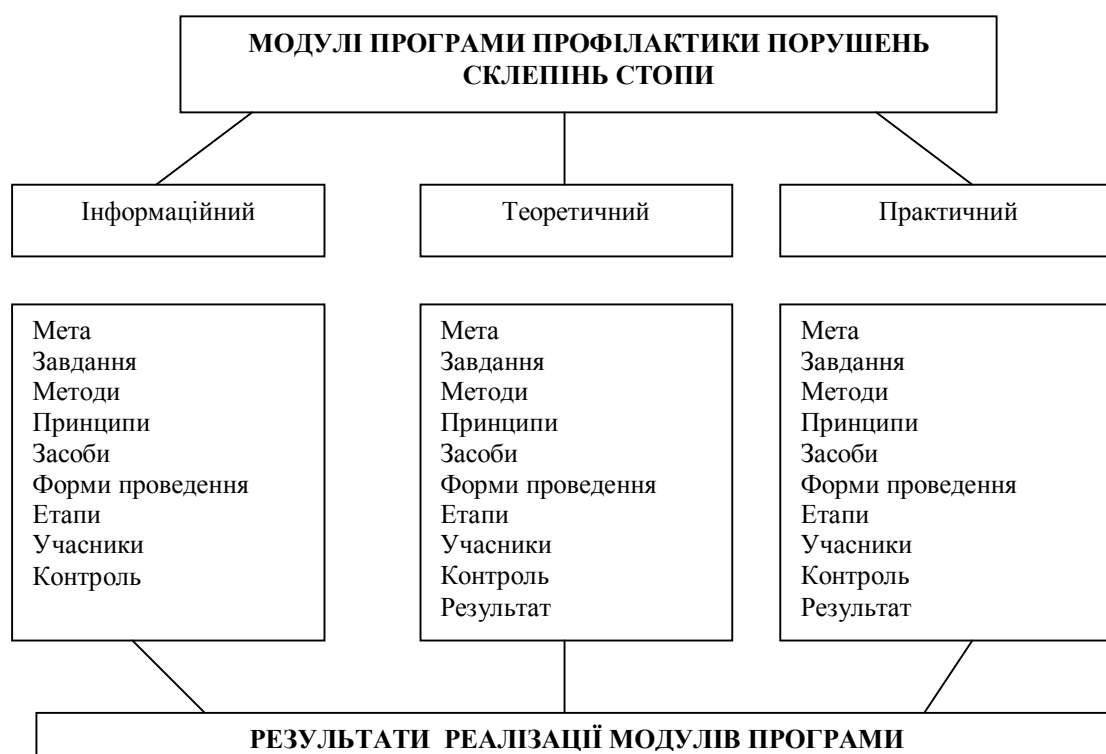 МОДУЛІ ПРОГРАМИ ПРОФІЛАКТИКИ ПОРУШЕНЬ
СКЛЕПІНЬ СТОПИ
Інформаційний
Теоретичний
Практичний
Мета
Завдання
Методи
Принципи
Засоби
Форми проведення
Етапи
Учасники
Контроль
Мета
Завдання
Методи
Принципи
Засоби
Форми проведення
Етапи
Учасники
Контроль
Результат
Мета
Завдання
Методи
Принципи
Засоби
Форми проведення
Етапи
Учасники
Контроль
Результат
РЕЗУЛЬТАТИ РЕАЛІЗАЦІЇ МОДУЛІВ ПРОГРАМИ